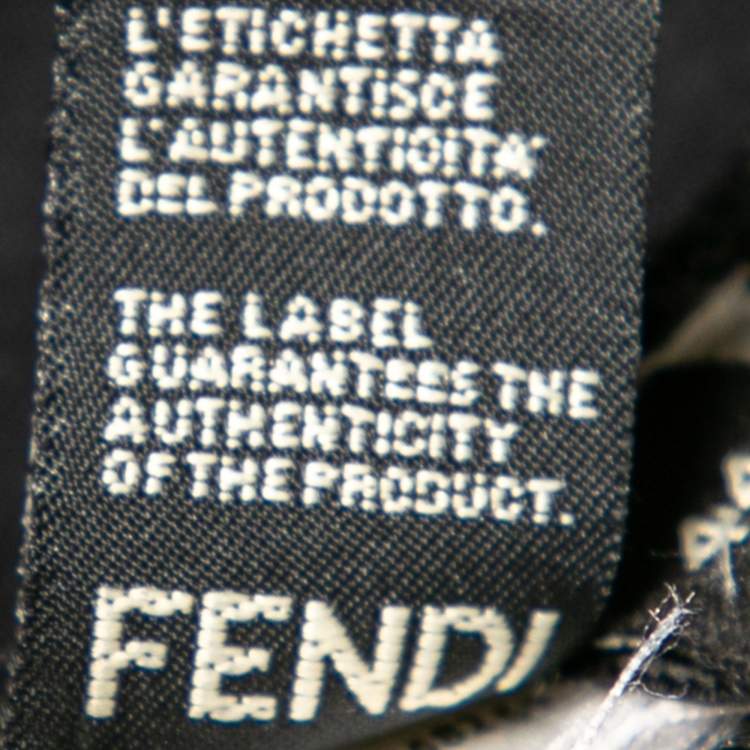 L'ETICHETTA
GARANTISCE
L'AUTENTICITA'
DEL PRODOTTO.
THE LABEL
GUARANTEES THE
AUTHENTICITY
OF THE PRODUCT.
FENDI